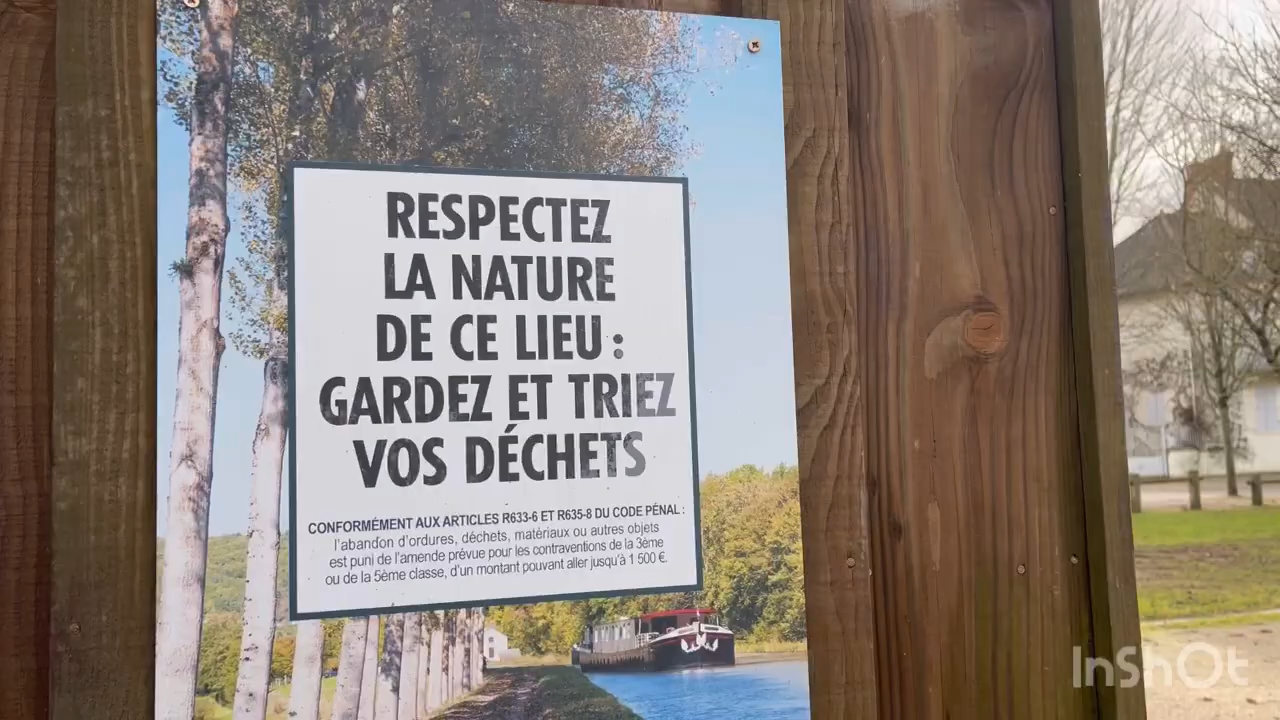 RESPECTEZ
LA NATURE
DE CE LIEU :
GARDEZ ET TRIEZ
VOS DÉCHETS
CONFORMÉMENT AUX ARTICLES R633-6 ET R635-8 DU CODE PÉNAL :
l'abandon d'ordures, déchets, matériaux ou autres objets
est puni de l'amende prévue pour les contraventions de la 3ème
ou de la 5ème classe, d'un montant pouvant aller jusqu'à 1 500 €.
InShOt